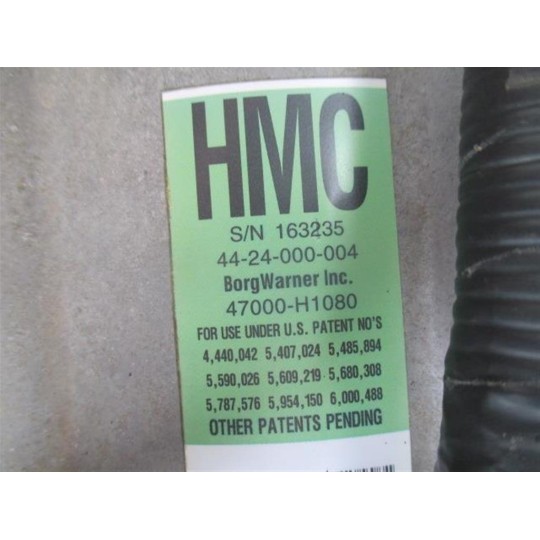 HMC
S/N 163235
44-24-000-004
BorgWarner Inc.
47000-H1080
FOR USE UNDER U.S. PATENT NO'S
4,440,042 5,407,024 5,485,894
5,590,026 5,609,219 5,680,308
5,787,576 5,954,150 6,000,488
OTHER PATENTS PENDING